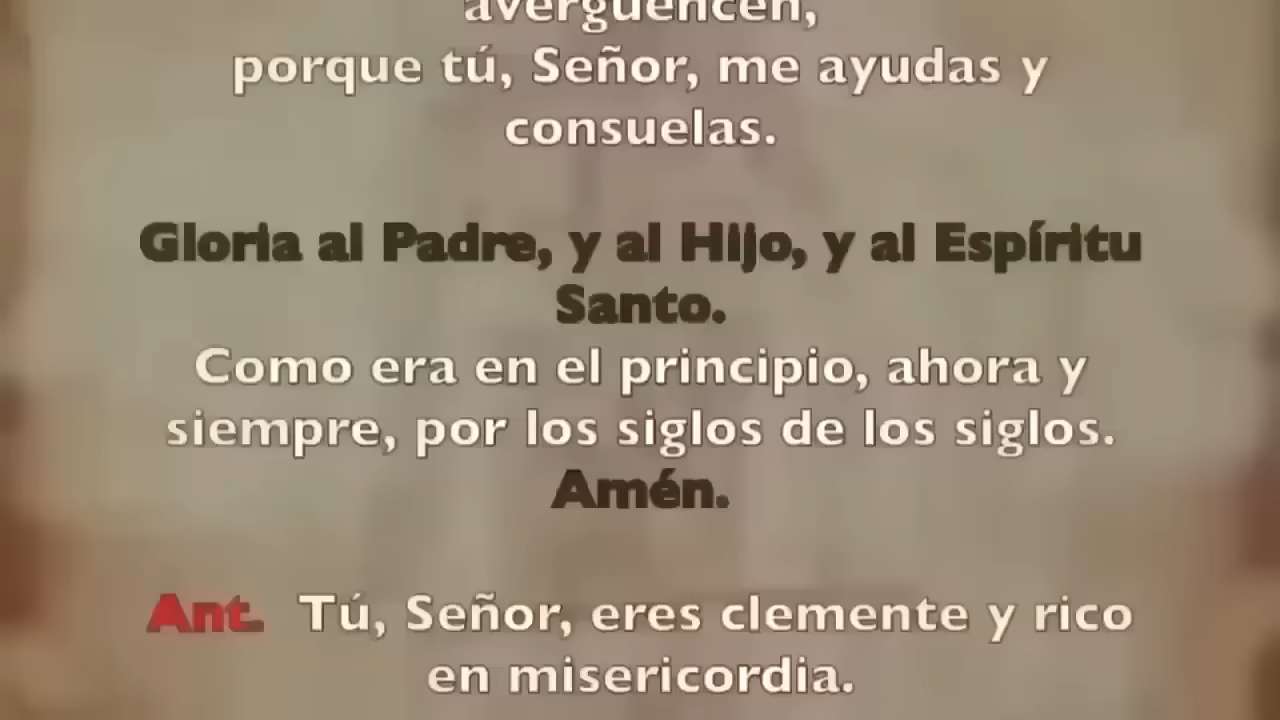 avergüencen,
porque tú, Señor, me ayudas y
consuelas.
Gloria al Padre, y al Hijo, y al Espíritu
Santo.
Como era en el principio, ahora y
siempre, por los siglos de los siglos.
Amén.
Ant. Tú, Señor, eres clemente y rico
en misericordia.